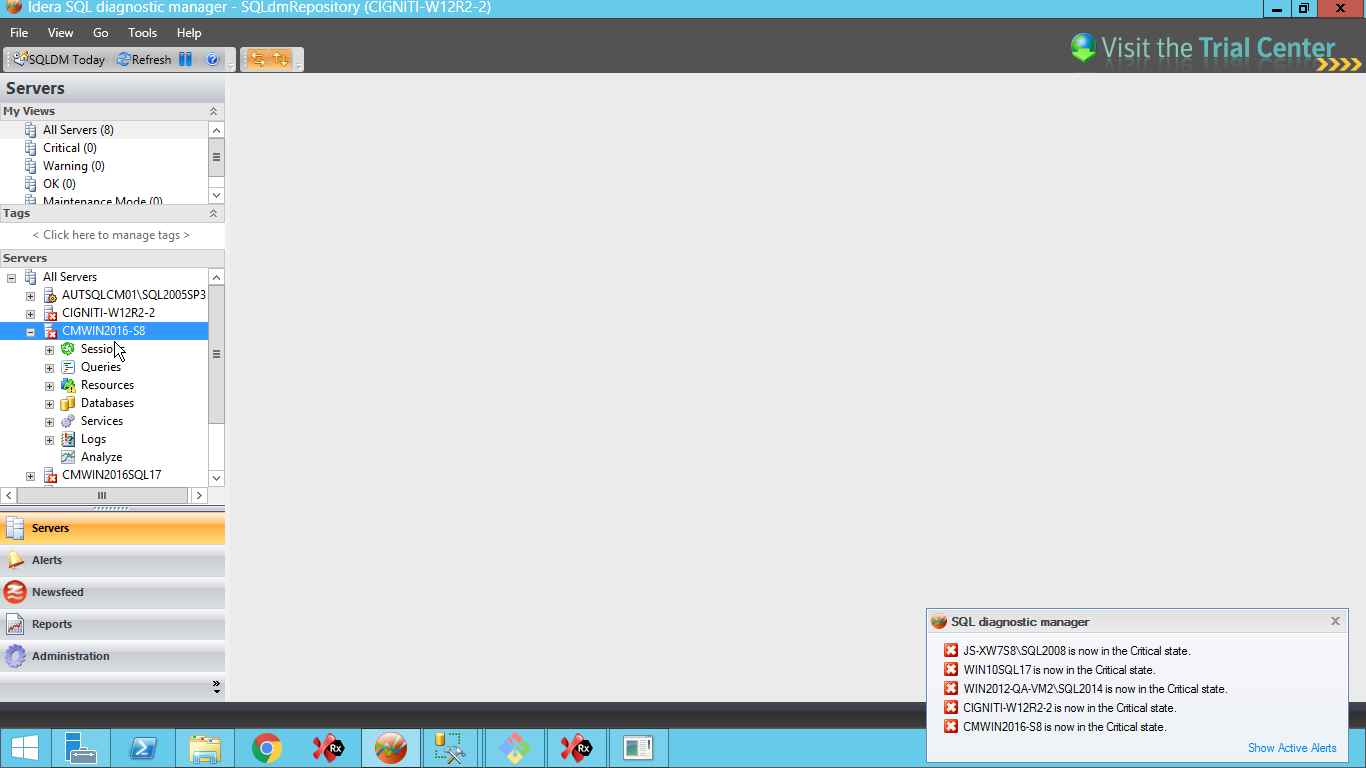 Idera SQL diagnostic manager - SQLdmRepository (CIGNITI-W12R2-2)
File View Go Tools Help
SQLDM Today Refresh
Visit the Trial Center
Servers
My Views
All Servers (8)
Critical (0)
Warning (0)
OK (0)
Maintenance Mode (0)
Tags
< Click here to manage tags >
Servers
All Servers
AUTSQLCM01\SQL2005SP3
CIGNITI-W12R2-2
CMWIN2016-S8
Sessions
Queries
Resources
Databases
Services
Logs
Analyze
CMWIN2016SQL17
Servers
Alerts
Newsfeed
Reports
Administration
SQL diagnostic manager
JS-XW7S8\SQL2008 is now in the Critical state.
WIN10SQL17 is now in the Critical state.
WIN2012-QA-VM2\SQL2014 is now in the Critical state.
CIGNITI-W12R2-2 is now in the Critical state.
CMWIN2016-S8 is now in the Critical state.
Show Active Alerts
Rx
Rx